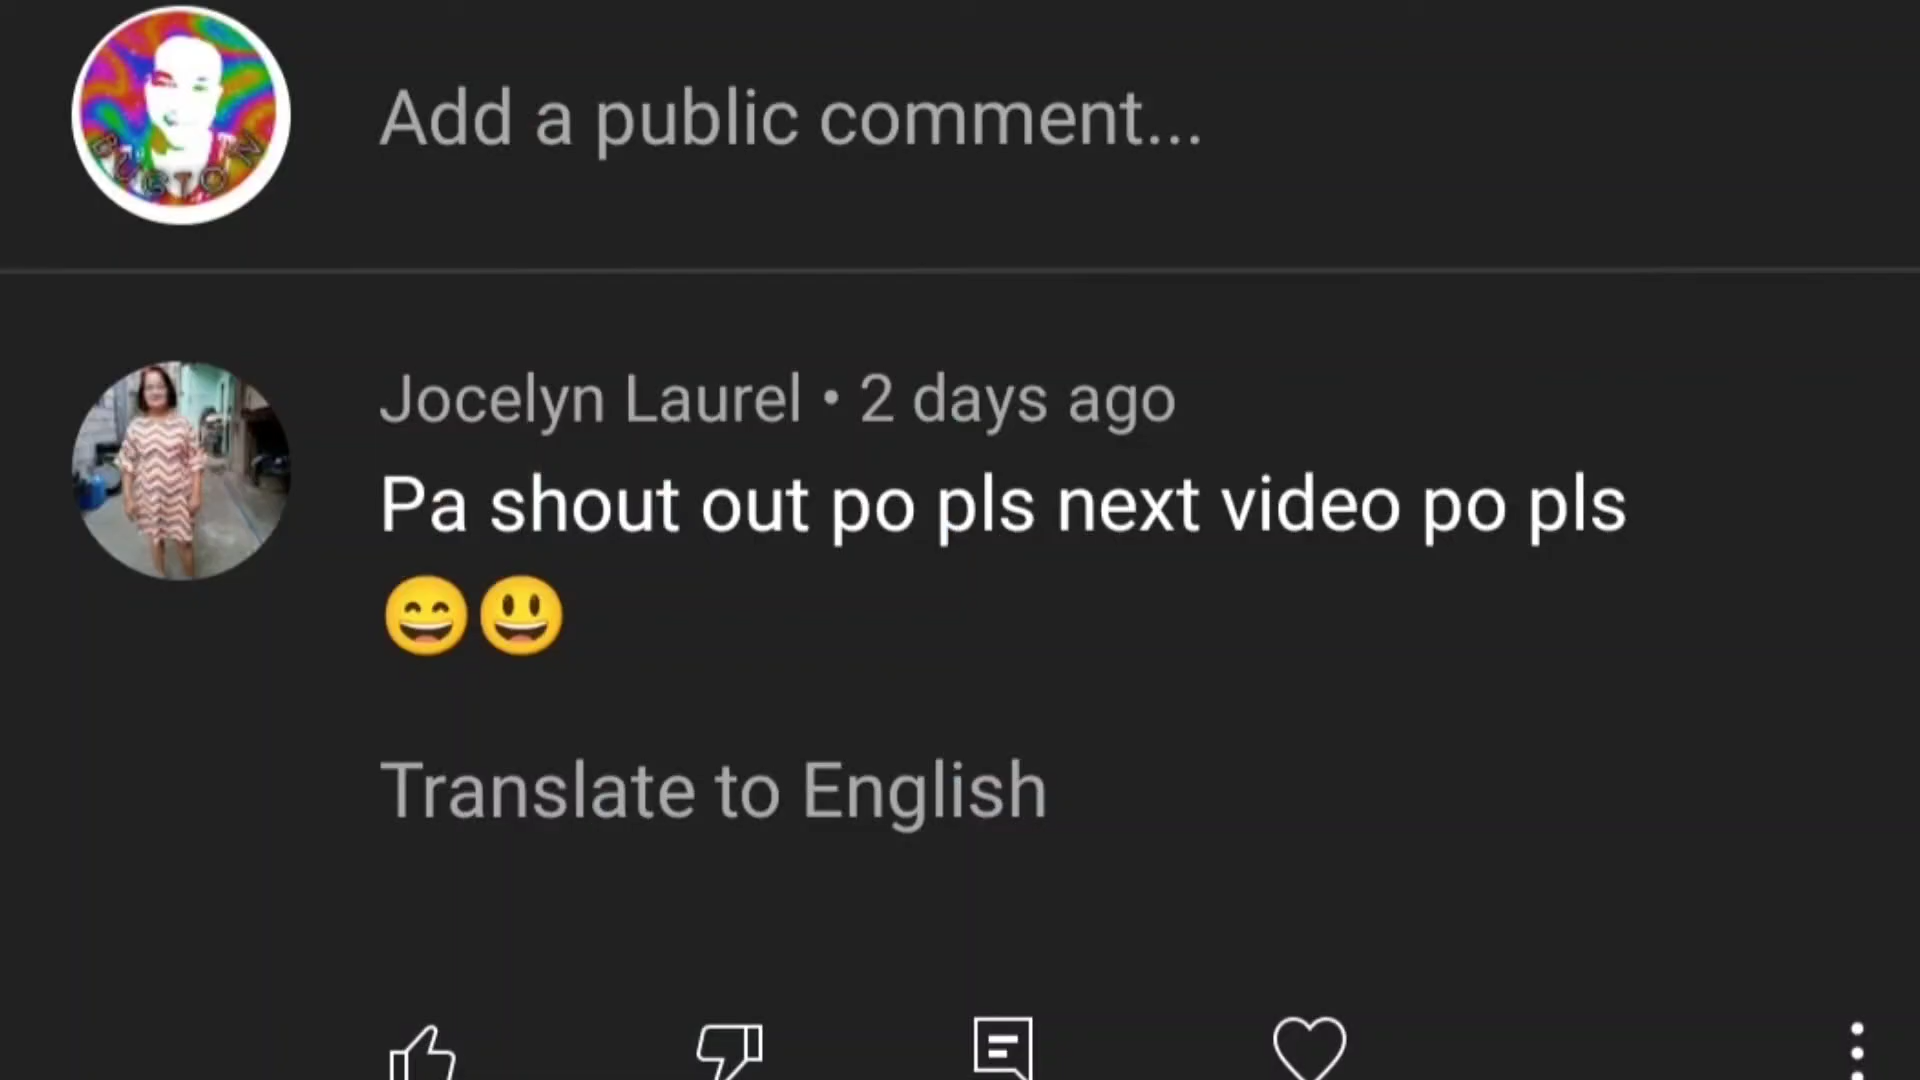 Add a public comment...
Jocelyn Laurel • 2 days ago
Pa shout out po pls next video po pls
😄😃
Translate to English